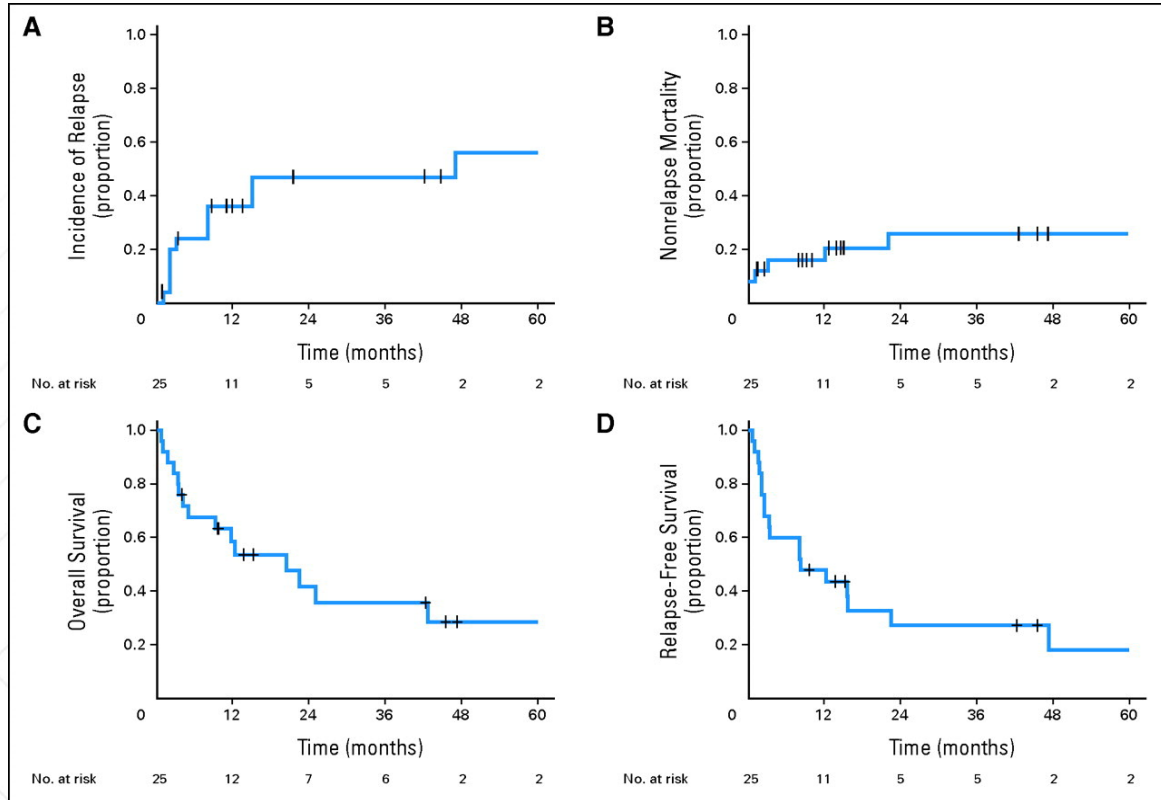 A
Incidence of Relapse
(proportion)
1.0
0.8
0.6
0.4
0.2
0 12 24 36 48 60
Time (months)
No. at risk 25 11 5 5 2 2
B
Nonrelapse Mortality
(proportion)
1.0
0.8
0.6
0.4
0.2
0 12 24 36 48 60
Time (months)
No. at risk 25 11 5 5 2 2
C
Overall Survival
(proportion)
1.0
0.8
0.6
0.4
0.2
0 12 24 36 48 60
Time (months)
No. at risk 25 12 7 6 2 2
D
Relapse-Free Survival
(proportion)
1.0
0.8
0.6
0.4
0.2
0 12 24 36 48 60
Time (months)
No. at risk 25 11 5 5 2 2